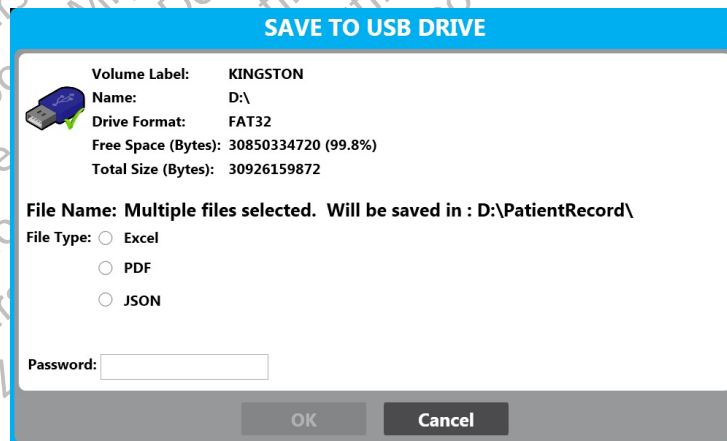 SAVE TO USB DRIVE
Volume Label: KINGSTON
Name: D:\
Drive Format: FAT32
Free Space (Bytes): 30850334720 (99.8%)
Total Size (Bytes): 30926159872
File Name: Multiple files selected. Will be saved in : D:\PatientRecord\
File Type: Excel
PDF
JSON
Password:
OK Cancel